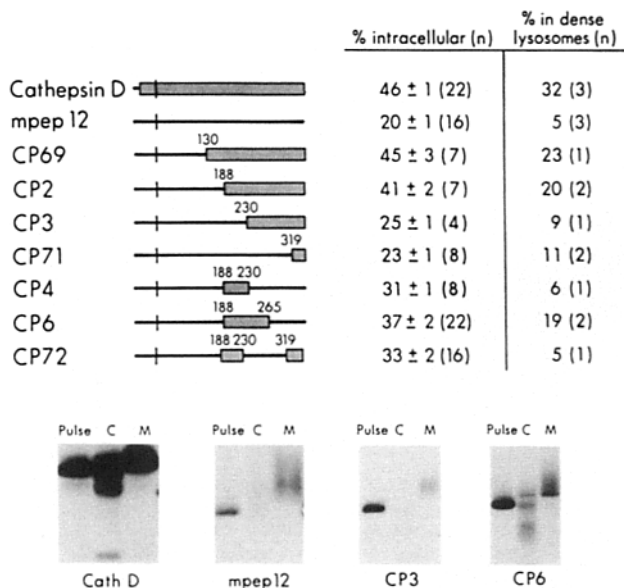 % intracellular (n)
% in dense
lysosomes (n)
Cathepsin D 46 ± 1 (22) 32 (3)
mpep 12 20 ± 1 (16) 5 (3)
130
CP69 45 ± 3 (7) 23 (1)
188
CP2 41 ± 2 (7) 20 (2)
230
CP3 25 ± 1 (4) 9 (1)
319
CP71 23 ± 1 (8) 11 (2)
188 230
CP4 31 ± 1 (8) 6 (1)
188 265
CP6 37 ± 2 (22) 19 (2)
188 230 319
CP72 33 ± 2 (16) 5 (1)
Pulse C M Pulse C M Pulse C M Pulse C M
Cath D mpep12 CP3 CP6